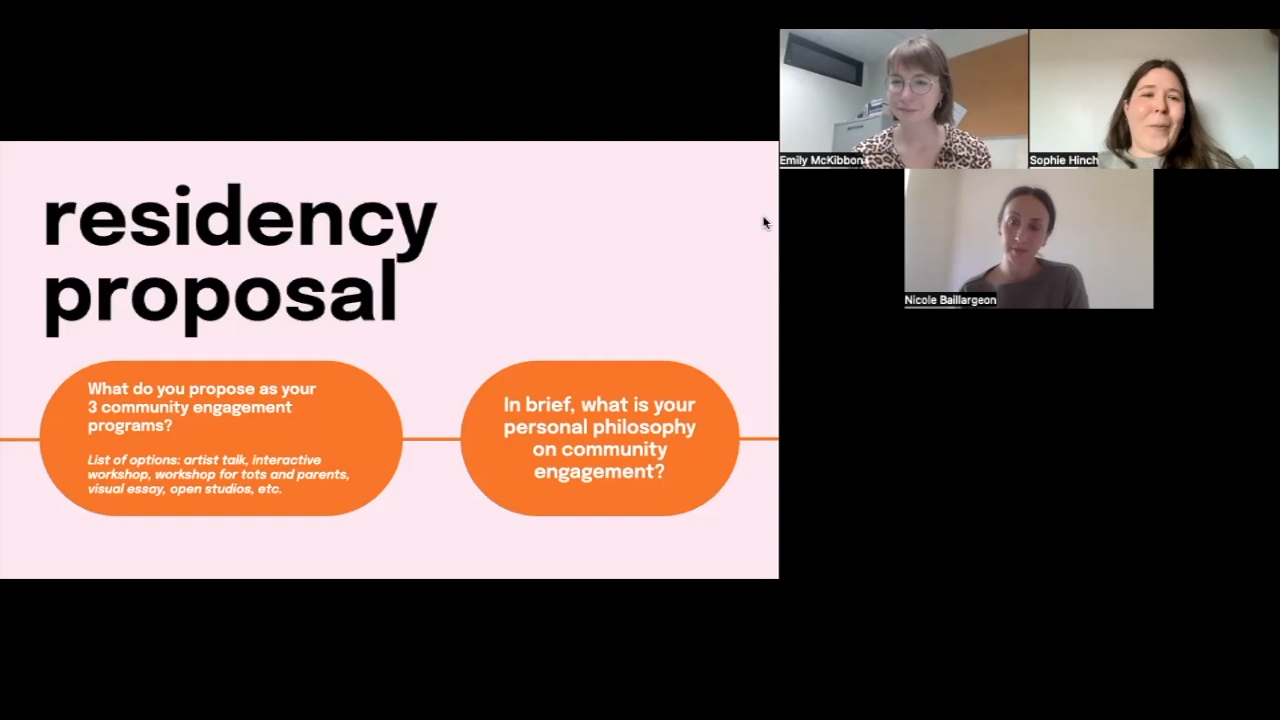 residency
proposal
What do you propose as your
3 community engagement
programs?
List of options: artist talk, interactive
workshop, workshop for tots and parents,
visual essay, open studios, etc.
In brief, what is your
personal philosophy
on community
engagement?
Emily McKibbon
Sophie Hinch
Nicole Baillargeon